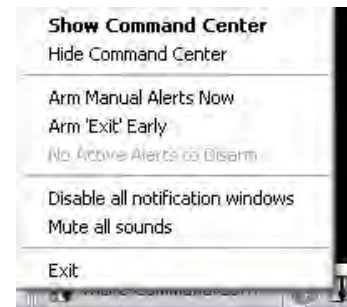 Show Command Center
Hide Command Center
Arm Manual Alerts Now
Arm 'Exit' Early
No Active Alerts to Disarm
Disable all notification windows
Mute all sounds
Exit